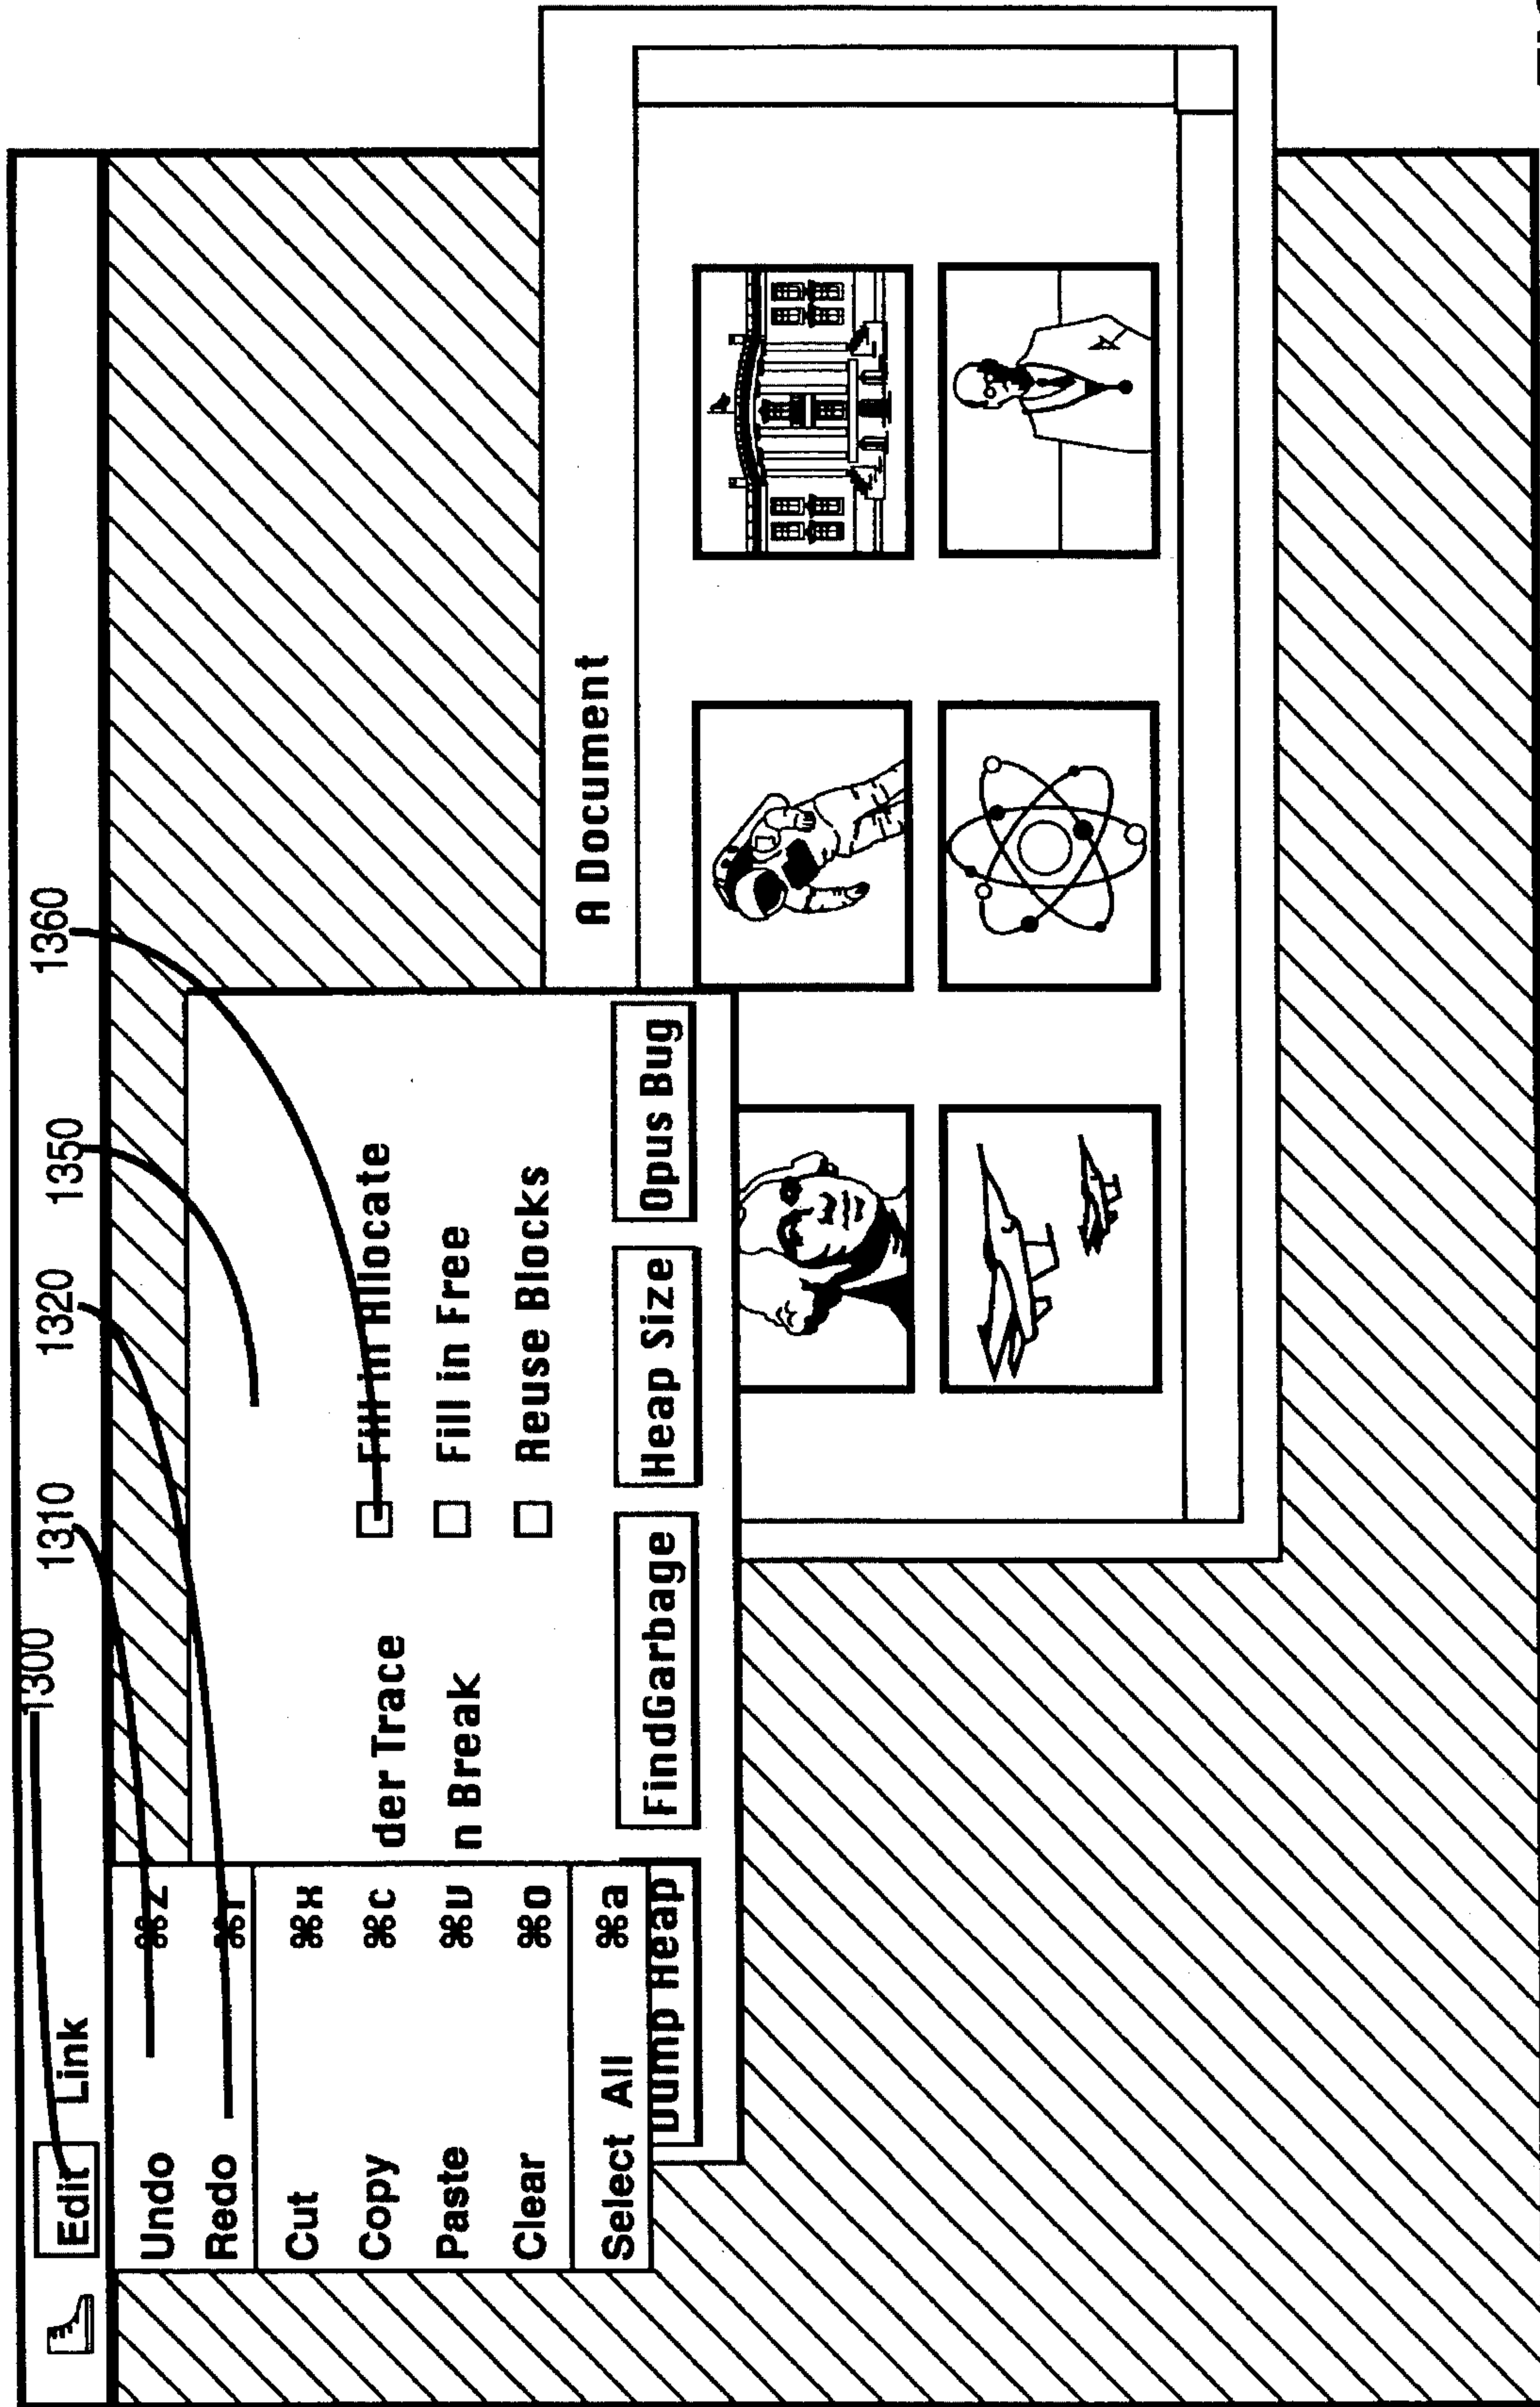 1300 1310 1320 1350 1360
Edit Link
Undo ⌘Z
Redo
Cut ⌘X
Copy ⌘C
Paste ⌘V
Clear ⌘O
Select All ⌘a
der Trace
n Break
Fill in Allocate
Fill in Free
Reuse Blocks
Dump Heap FindGarbage Heap Size Opus Bug
A Document